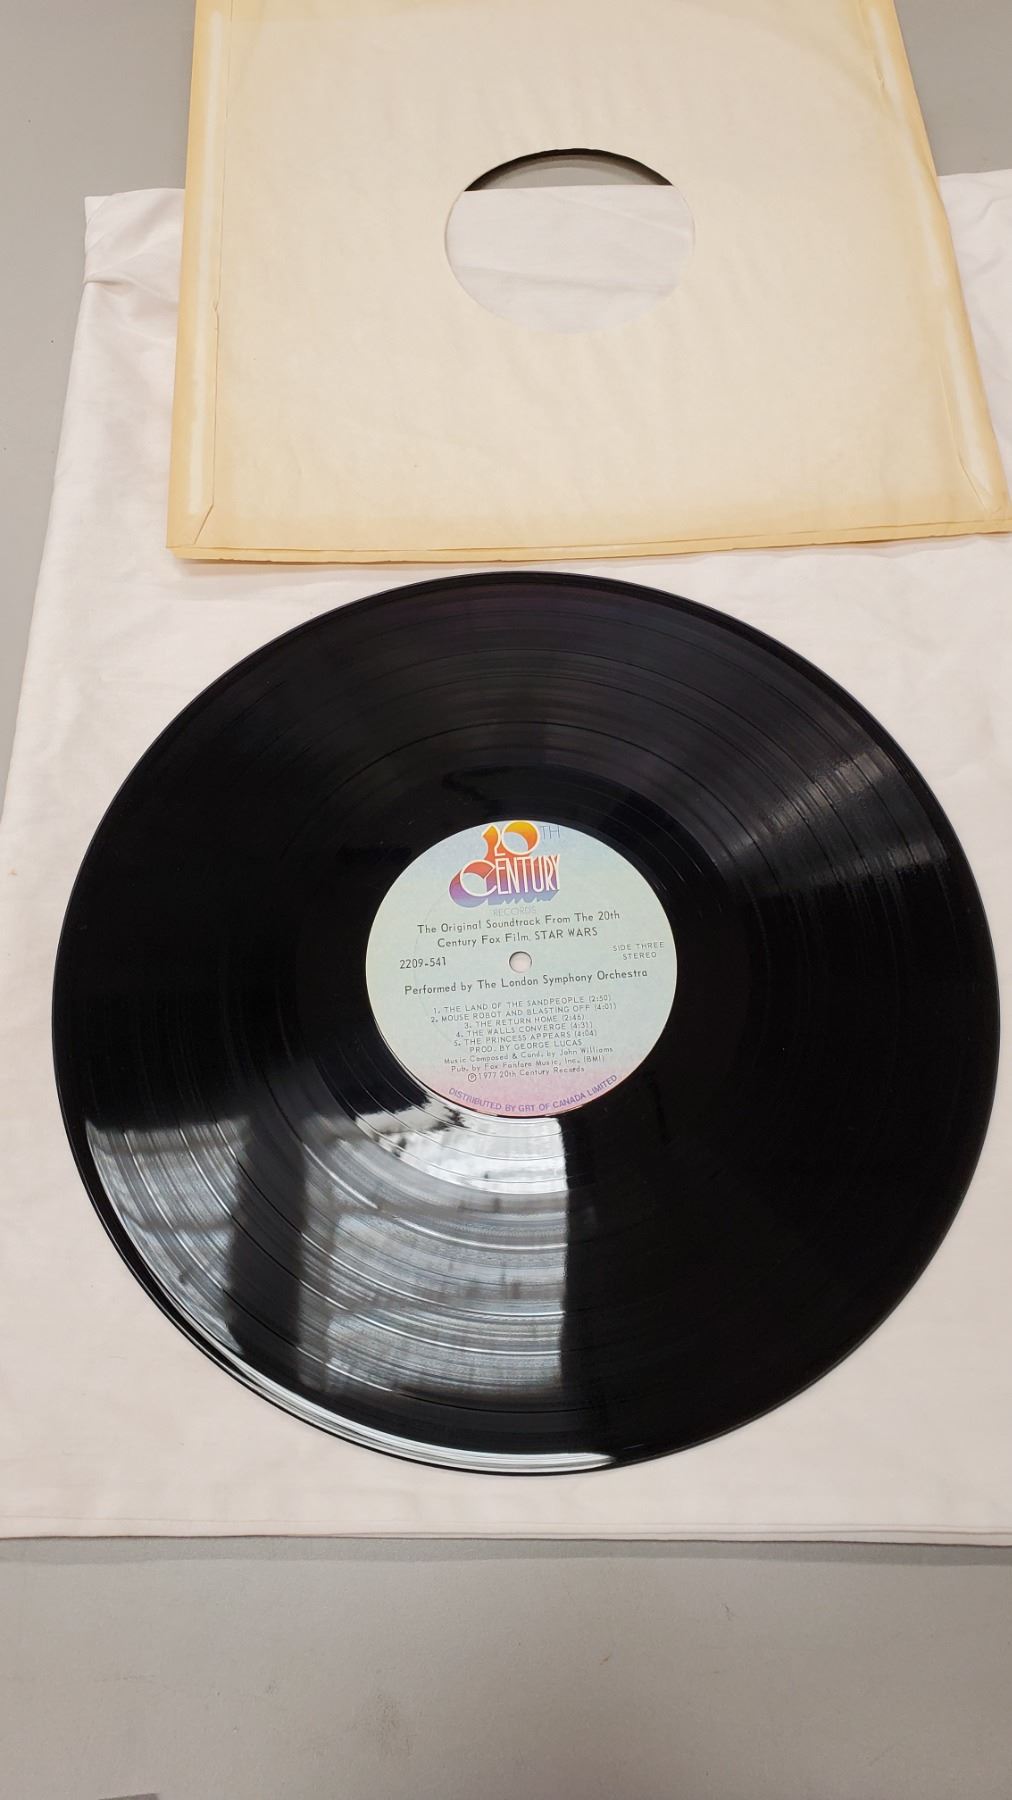 20TH
CENTURY
RECORDS
The Original Soundtrack From The 20th
Century Fox Film, STAR WARS
SIDE THREE
2209-541
STEREO
Performed by The London Symphony Orchestra
1. THE LAND OF THE SANDPEOPLE (2:50)
2. MOUSE ROBOT AND BLASTING OFF (4:01)
3. THE RETURN HOME (2:46)
4. THE WALLS CONVERGE (4:31)
5. THE PRINCESS APPEARS (4:04)
PROD. BY GEORGE LUCAS
Music Composed & Cond. by John Williams
Pub. by Fox Fanfare Music, Inc. (BMI)
℗1977 20th Century Records
DISTRIBUTED BY GRT OF CANADA LIMITED